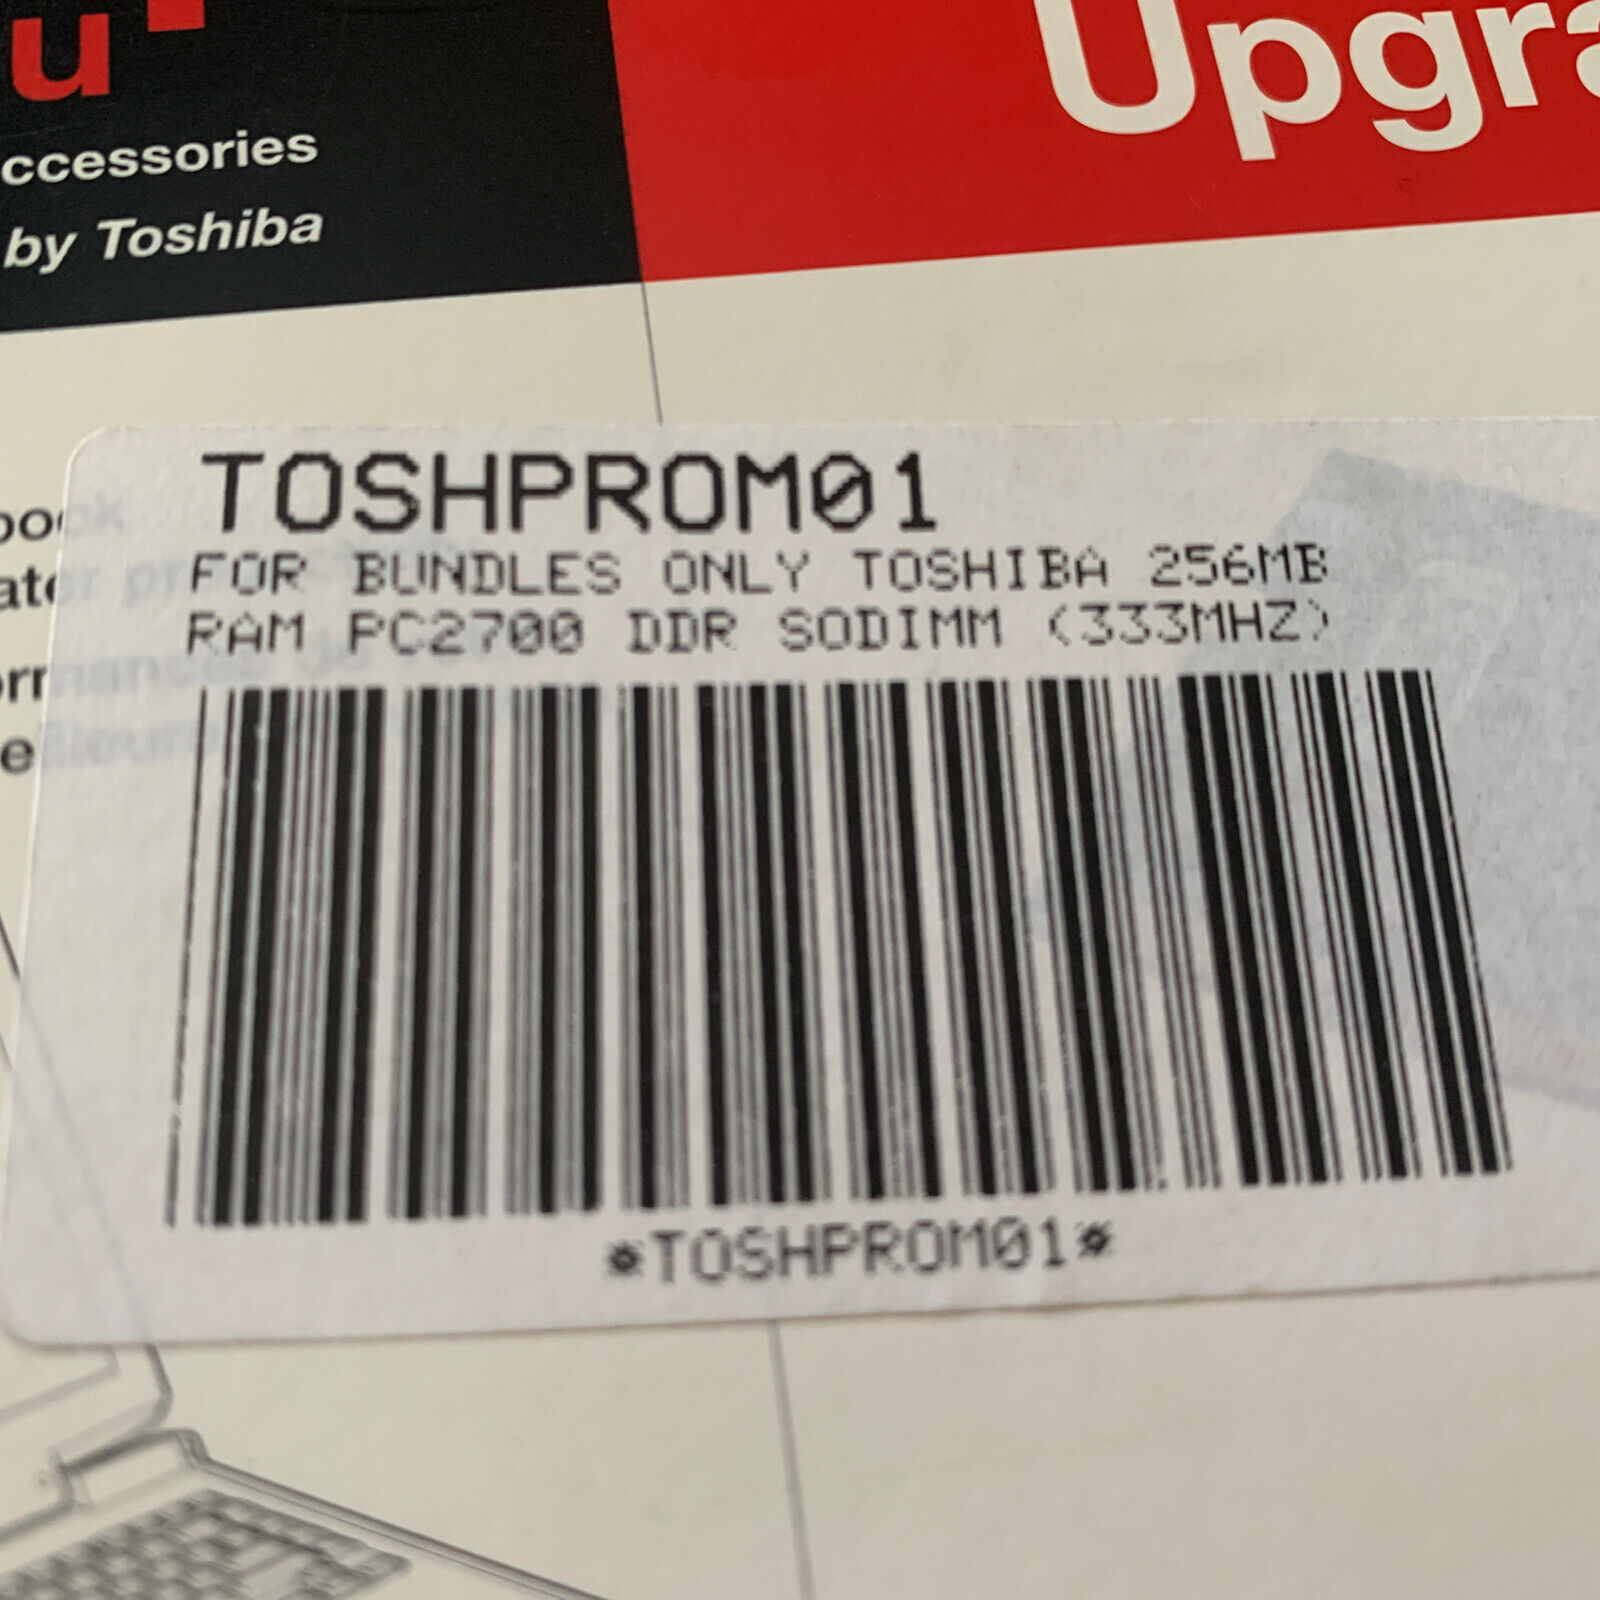 u
Upgra
ccessories
by Toshiba
TOSHPROM01
FOR BUNDLES ONLY TOSHIBA 256MB
RAM PC2700 DDR SODIMM (333MHZ)
*TOSHPROM01*